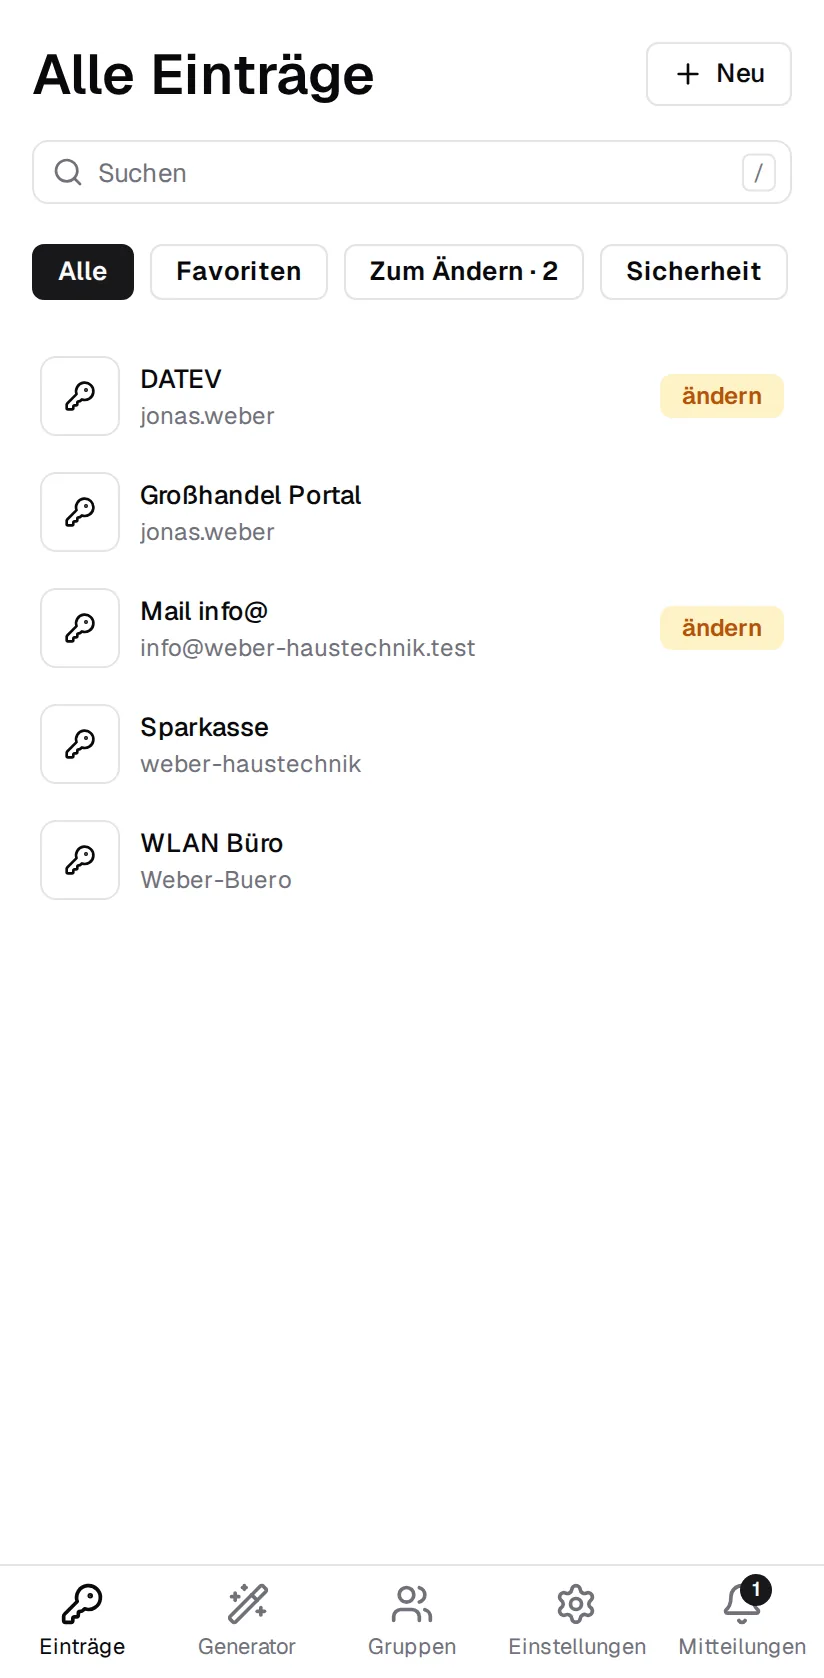 Alle Einträge
Neu
Suchen /
Alle Favoriten Zum Ändern · 2 Sicherheit
DATEV
jonas.weber
ändern
Großhandel Portal
jonas.weber
Mail info@
info@weber-haustechnik.test
ändern
Sparkasse
weber-haustechnik
WLAN Büro
Weber-Buero
1
Einträge Generator Gruppen Einstellungen Mitteilungen